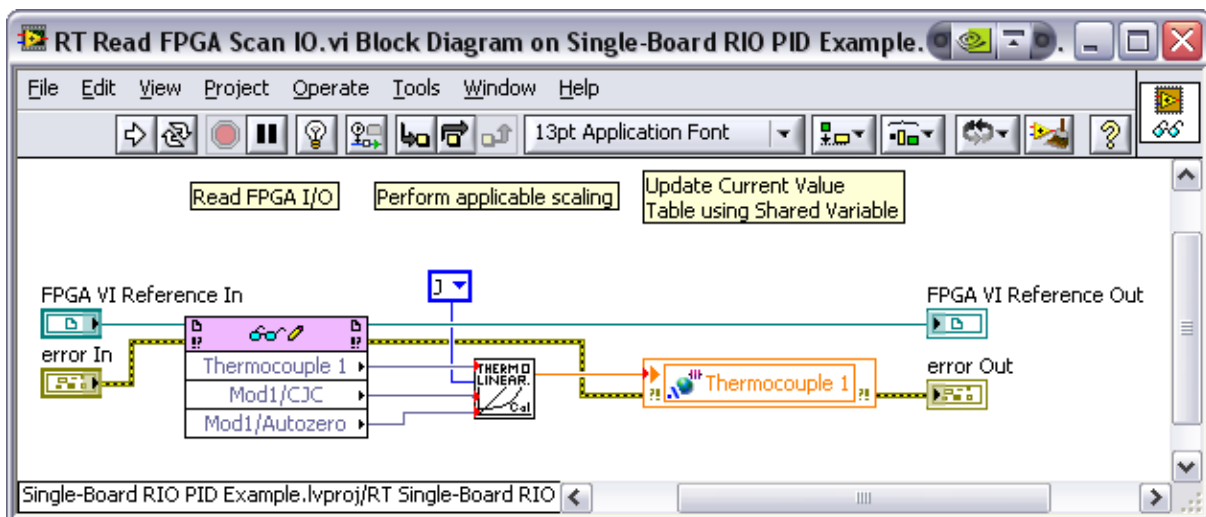 RT Read FPGA Scan IO.vi Block Diagram on Single-Board RIO PID Example.
File Edit View Project Operate Tools Window Help
13pt Application Font
Read FPGA I/O
Perform applicable scaling
Update Current Value
Table using Shared Variable
J
FPGA VI Reference In
FPGA VI Reference Out
error In
Thermocouple 1
Mod1/CJC
Mod1/Autozero
THERMO
LINEAR.
Cal
Thermocouple 1
error Out
Single-Board RIO PID Example.lvproj/RT Single-Board RIO